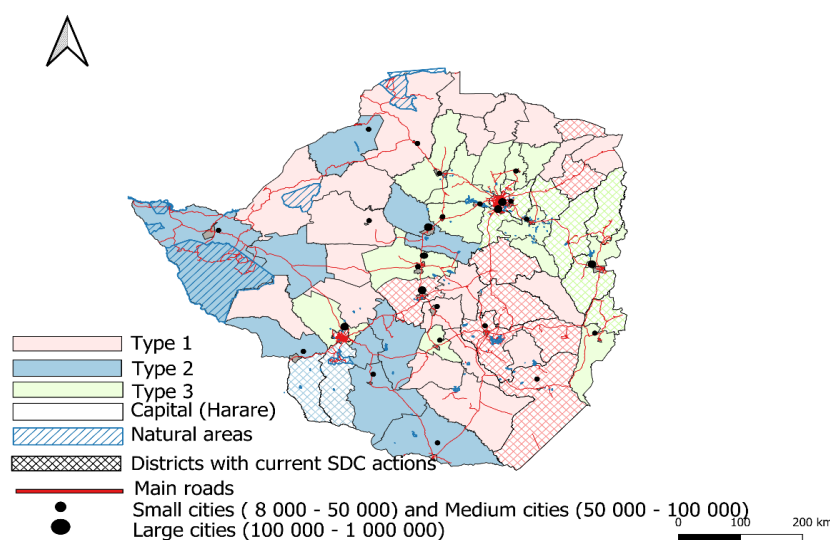 Type 1
Type 2
Type 3
Capital (Harare)
Natural areas
Districts with current SDC actions
Main roads
Small cities ( 8 000 - 50 000) and Medium cities (50 000 - 100 000)
Large cities (100 000 - 1 000 000)
0 100 200 km